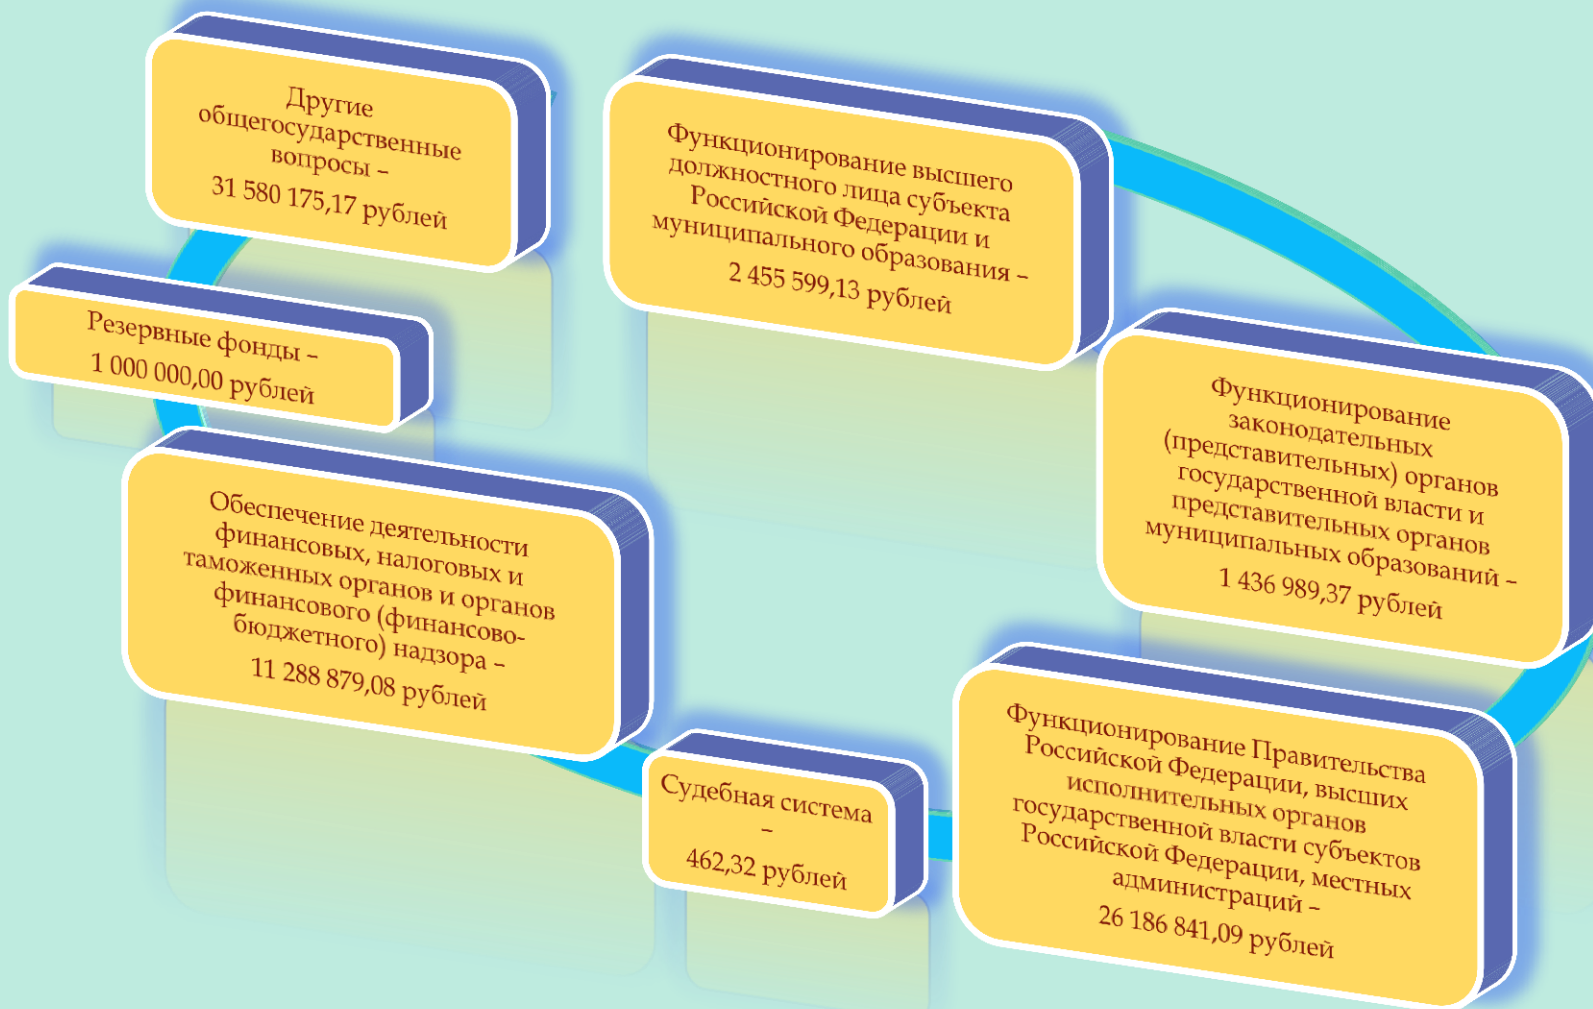 Другие
общегосударственные
вопросы –
31 580 175,17 рублей
Функционирование высшего
должностного лица субъекта
Российской Федерации и
муниципального образования –
2 455 599,13 рублей
Функционирование
законодательных
(представительных) органов
государственной власти и
представительных органов
муниципальных образований –
1 436 989,37 рублей
Функционирование Правительства
Российской Федерации, высших
исполнительных органов
государственной власти субъектов
Российской Федерации, местных
администраций –
26 186 841,09 рублей
Судебная система
–
462,32 рублей
Обеспечение деятельности
финансовых, налоговых и
таможенных органов и органов
финансового (финансово-
бюджетного) надзора –
11 288 879,08 рублей
Резервные фонды –
1 000 000,00 рублей